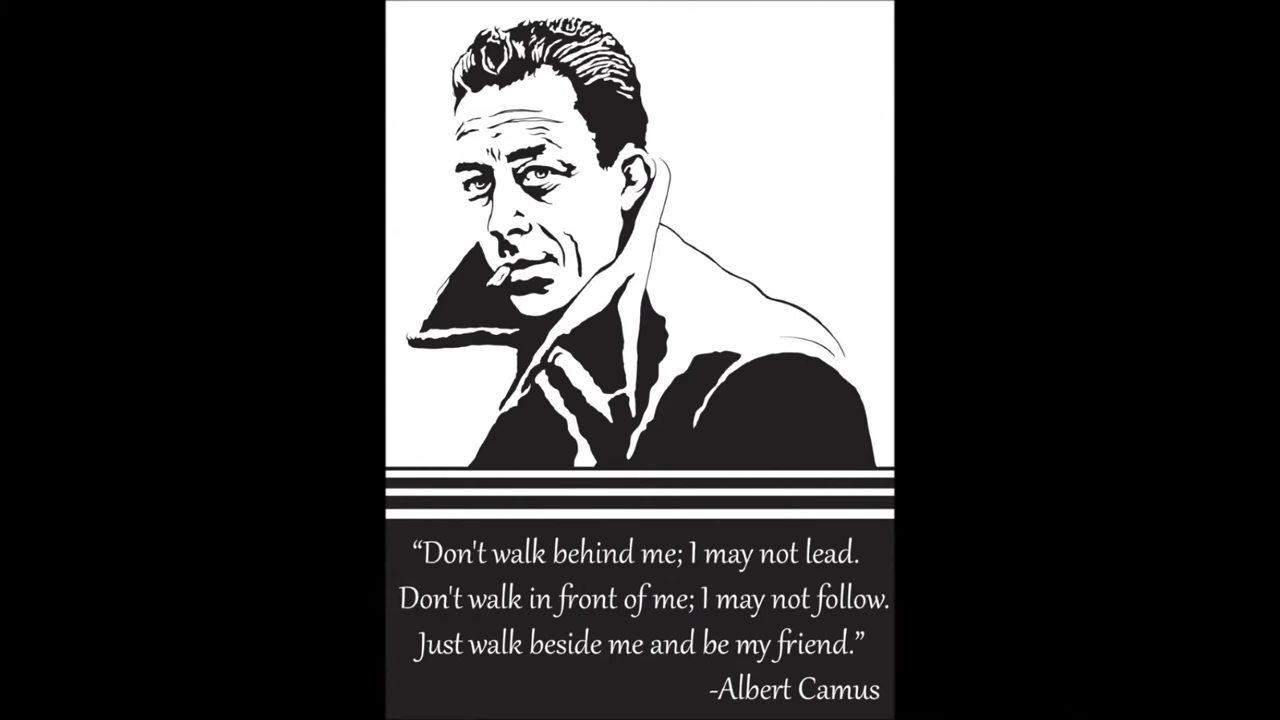 “Don't walk behind me; I may not lead.
Don't walk in front of me; I may not follow.
Just walk beside me and be my friend.”
-Albert Camus